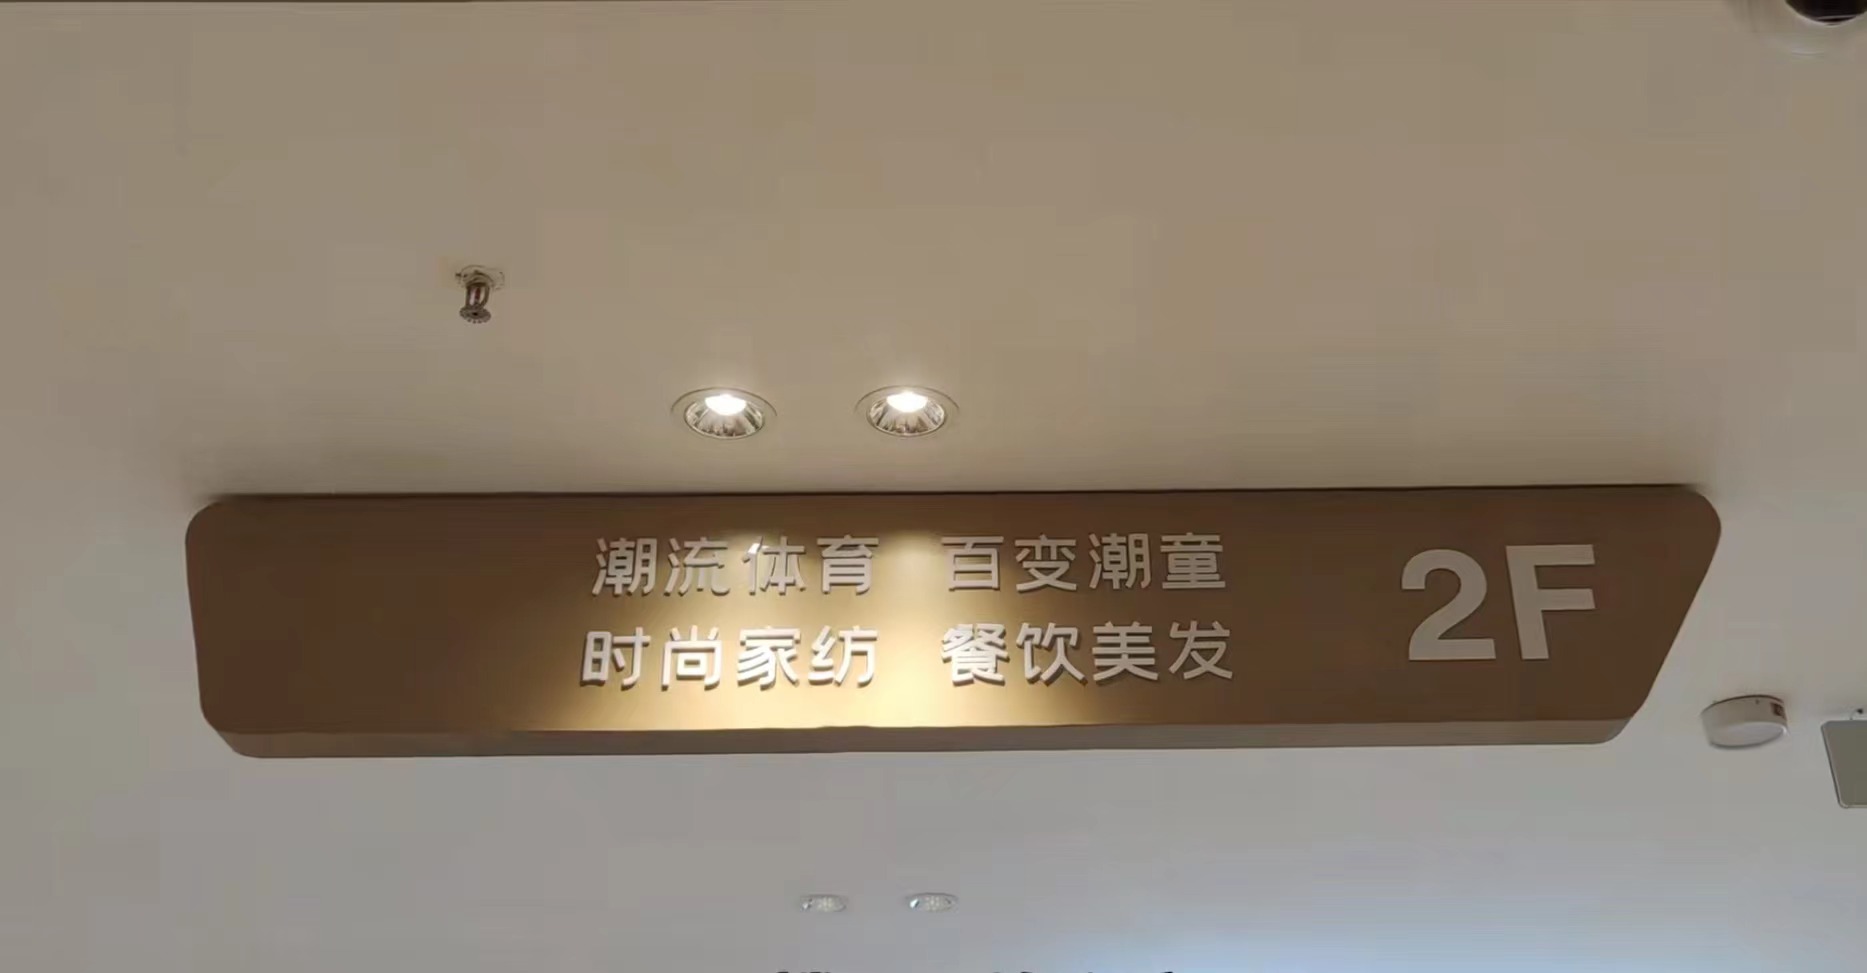 潮流体育 百变潮童
时尚家纺 餐饮美发
2F